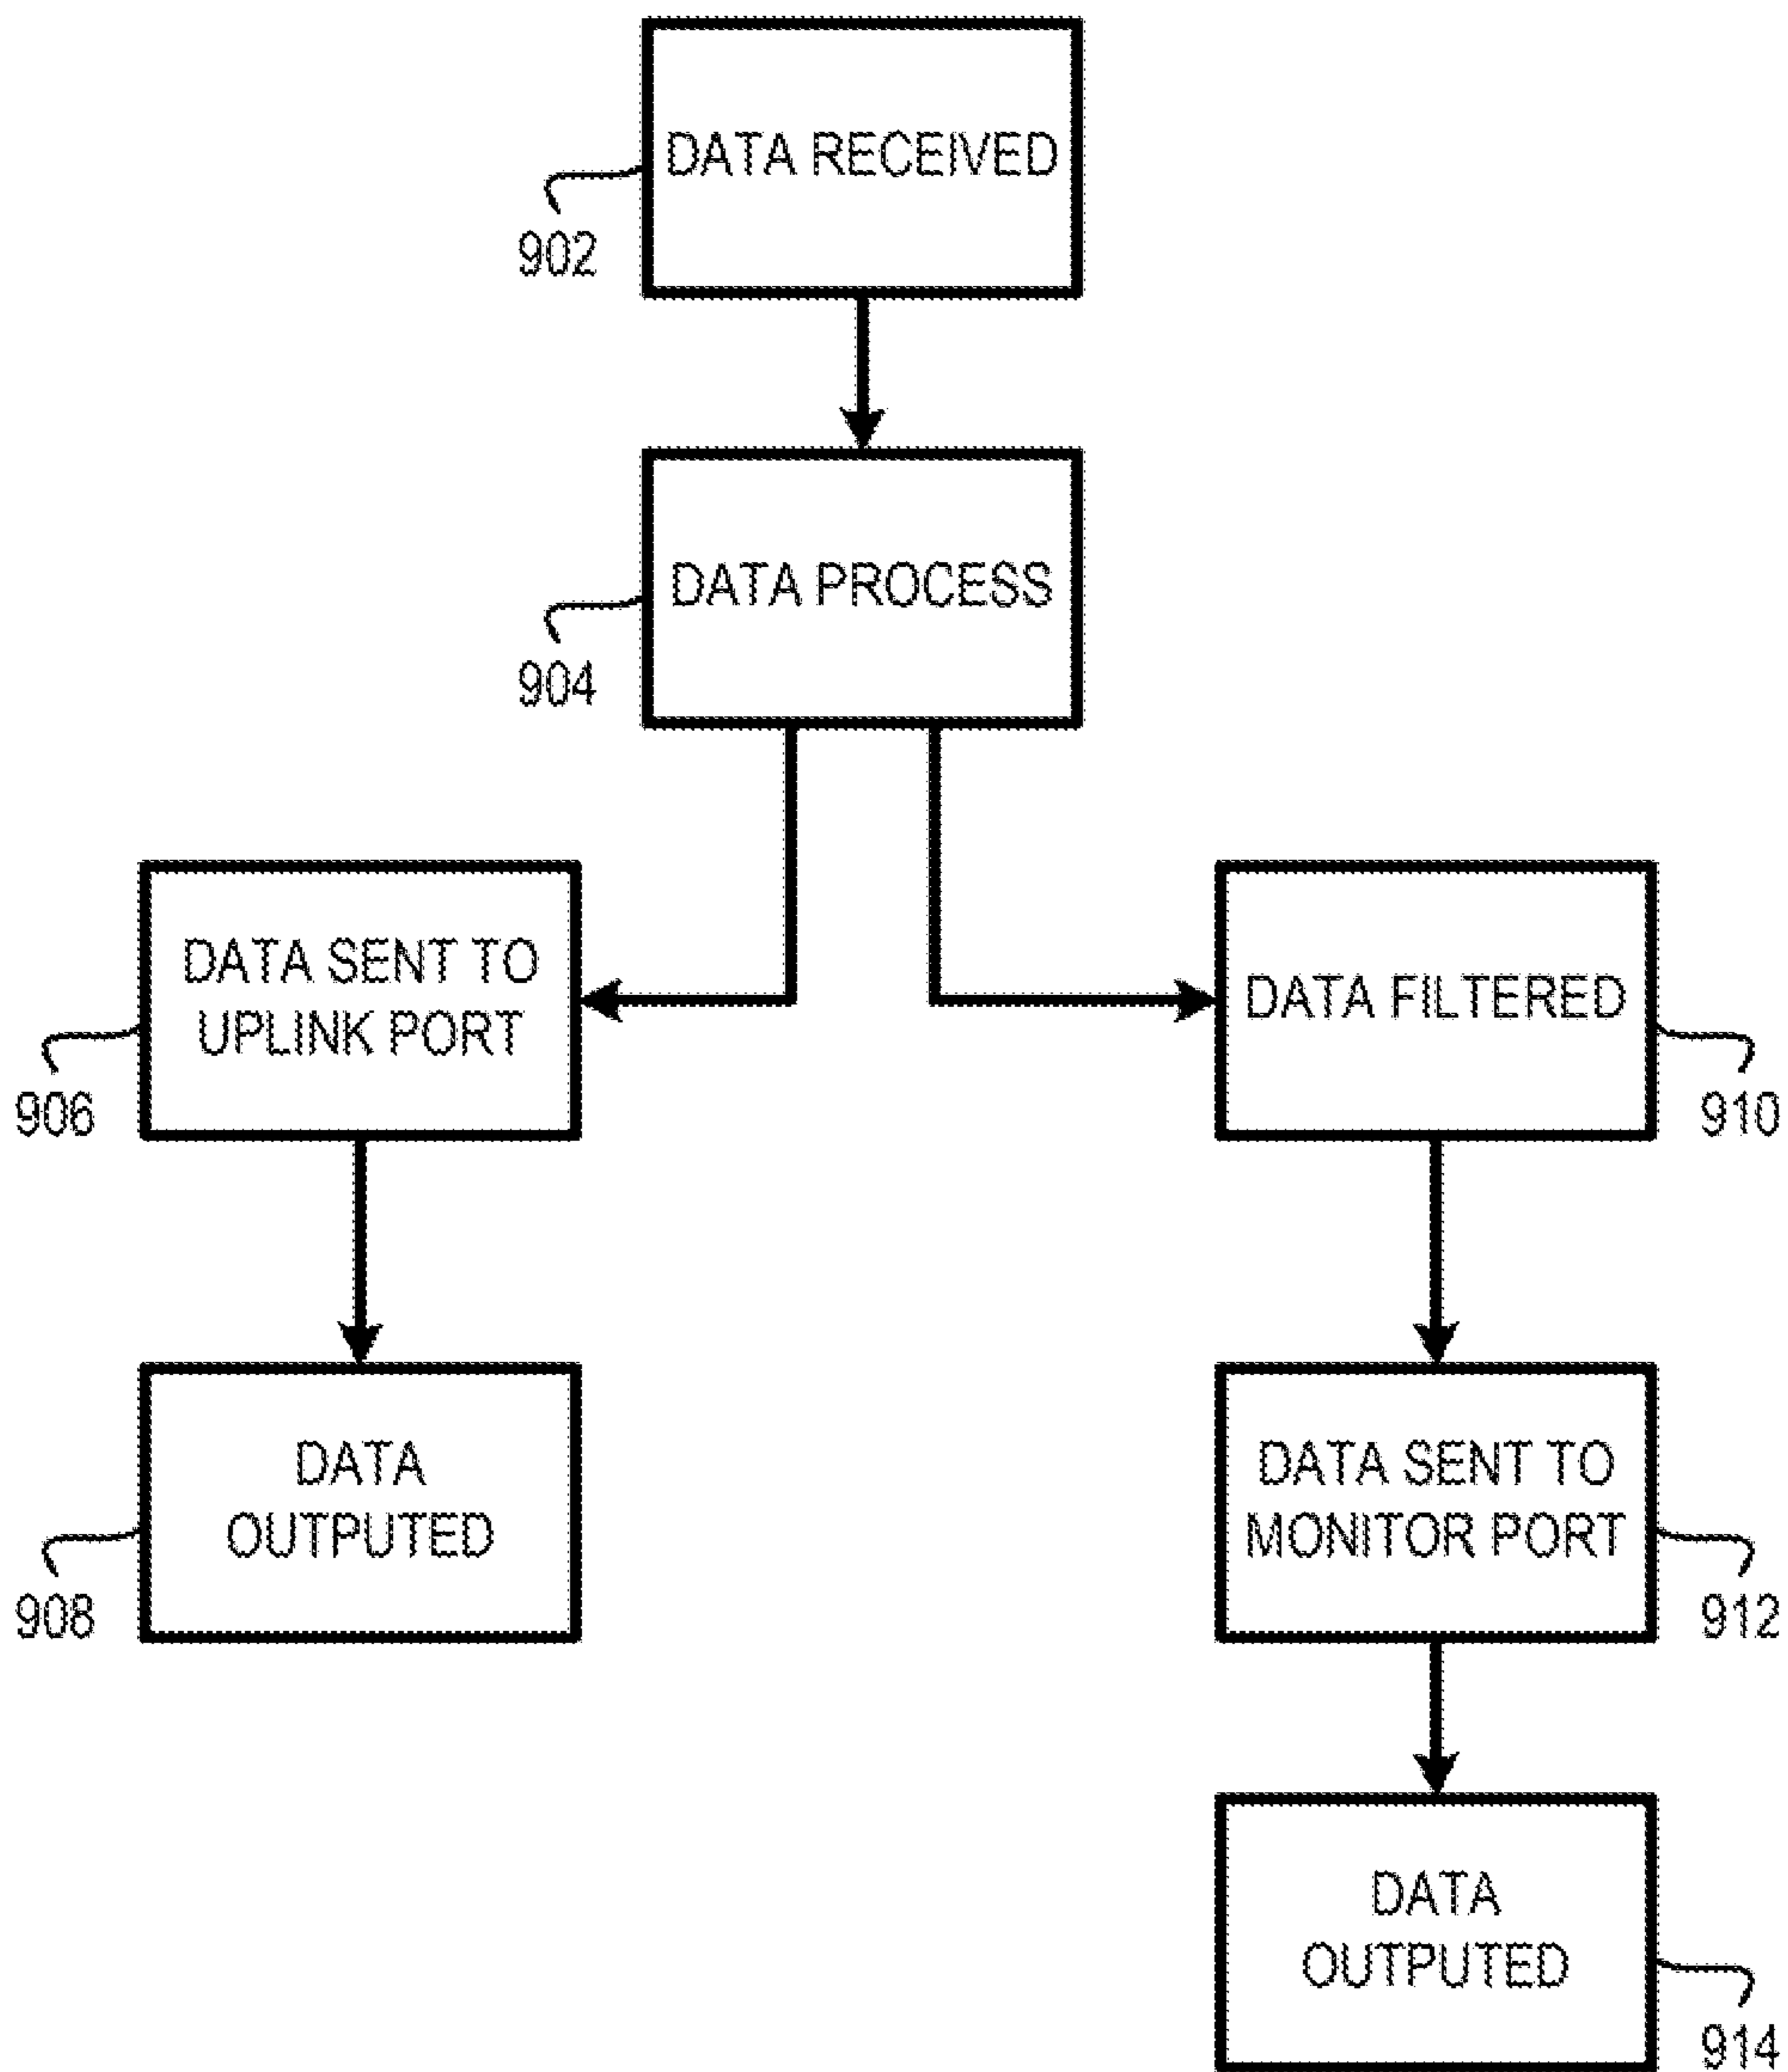 DATA RECEIVED
902
DATA PROCESS
904
DATA SENT TO
UPLINK PORT
906
DATA FILTERED
910
DATA
OUTPUTED
908
DATA SENT TO
MONITOR PORT
912
DATA
OUTPUTED
914